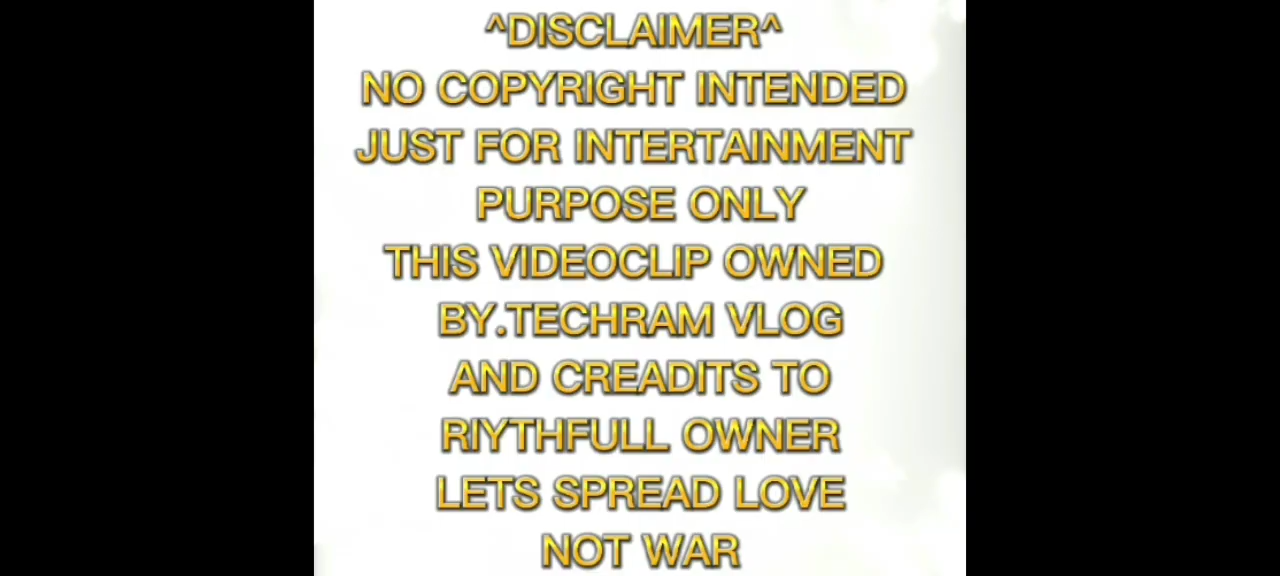 ^DISCLAIMER^
NO COPYRIGHT INTENDED
JUST FOR INTERTAINMENT
PURPOSE ONLY
THIS VIDEOCLIP OWNED
BY.TECHRAM VLOG
AND CREADITS TO
RIYTHFULL OWNER
LETS SPREAD LOVE
NOT WAR